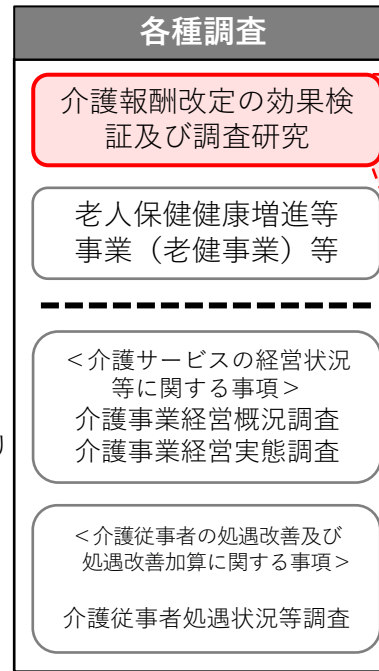 各種調査
介護報酬改定の効果検
証及び調査研究
老人保健健康増進等
事業（老健事業）等
＜介護サービスの経営状況
等に関する事項＞
介護事業経営概況調査
介護事業経営実態調査
＜介護従事者の処遇改善及び
処遇改善加算に関する事項＞
介護従事者処遇状況等調査